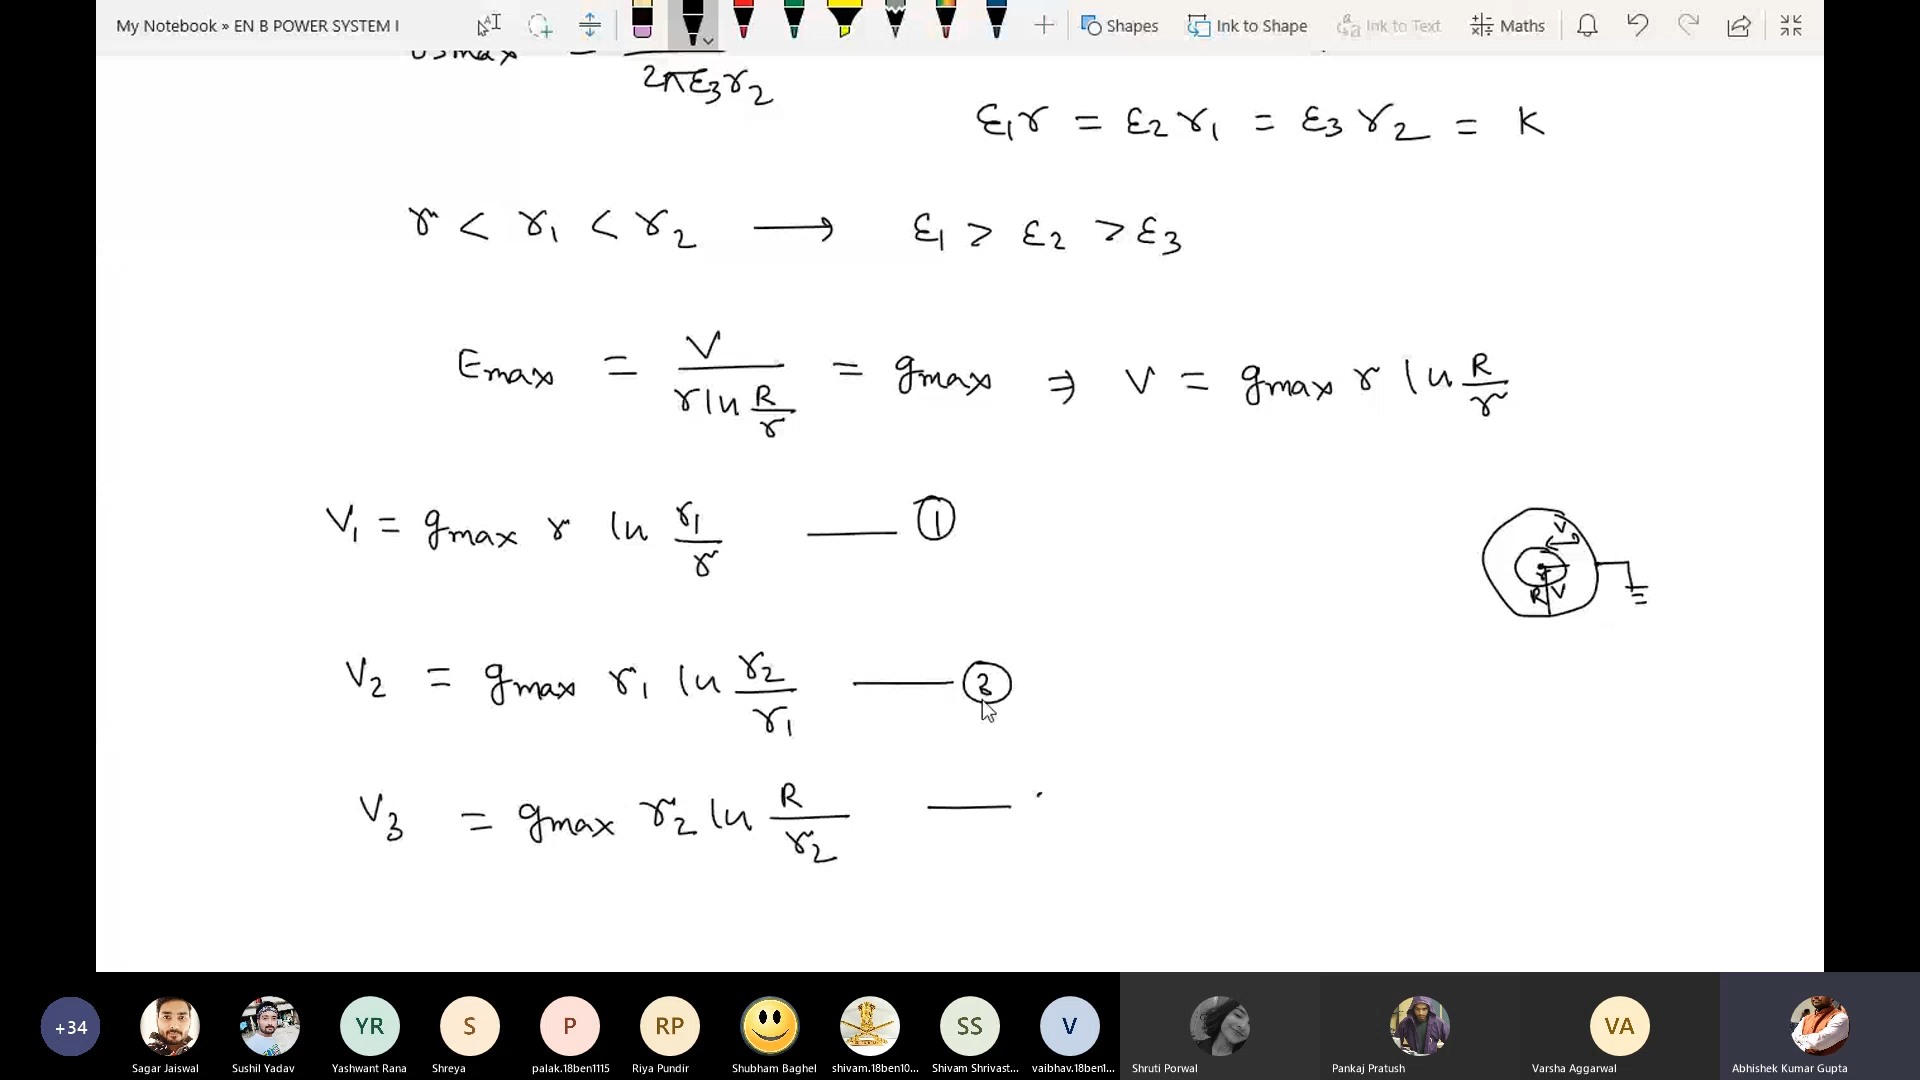 My Notebook » EN B POWER SYSTEM I
Shapes
Ink to Shape
Ink to Text
Maths
2πε3r2
ε1r = ε2r1 = ε3r2 = K
r < r1 < r2 ⟶ ε1 > ε2 > ε3
Emax = V / (r ln R/r) = gmax ⇒ V = gmax r ln R/r
V1 = gmax r ln r1/r —— ①
V
r
R V
V2 = gmax r1 ln r2/r1 ——
V3 = gmax r2 ln R/r2 ——
+34
YR
S
P
RP
SS
V
VA
Sagar Jaiswal
Sushil Yadav
Yashwant Rana
Shreya
palak.18ben1115
Riya Pundir
Shubham Baghel
shivam.18ben10...
Shivam Shrivast...
vaibhav.18ben1...
Shruti Porwal
Pankaj Pratush
Varsha Aggarwal
Abhishek Kumar Gupta